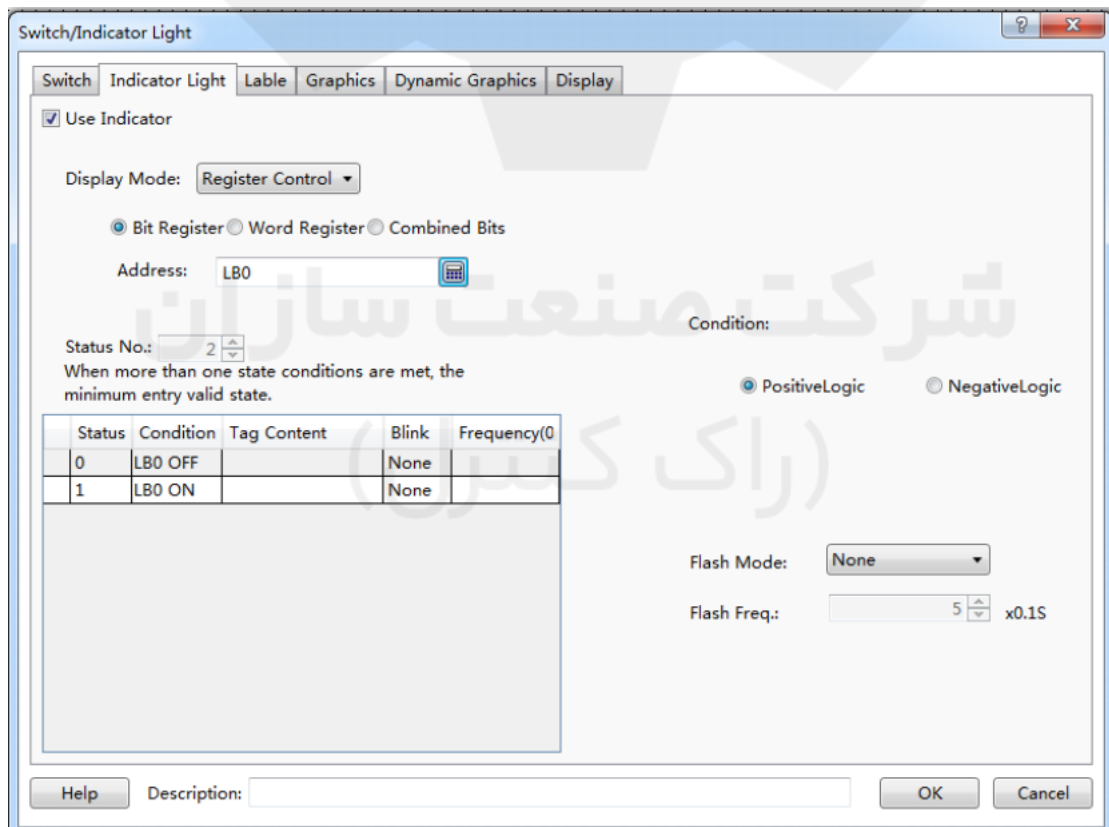 Switch/Indicator Light
Switch Indicator Light Lable Graphics Dynamic Graphics Display
Use Indicator
Display Mode: Register Control
Bit Register Word Register Combined Bits
Address: LB0
شرکت صنعت سازان
Condition:
Status No.: 2
When more than one state conditions are met, the
minimum entry valid state.
PositiveLogic NegativeLogic
Status Condition Tag Content Blink Frequency(0
0 LB0 OFF None
1 LB0 ON None
(راک کنترل)
Flash Mode: None
Flash Freq.: 5 x0.1S
Help Description: OK Cancel